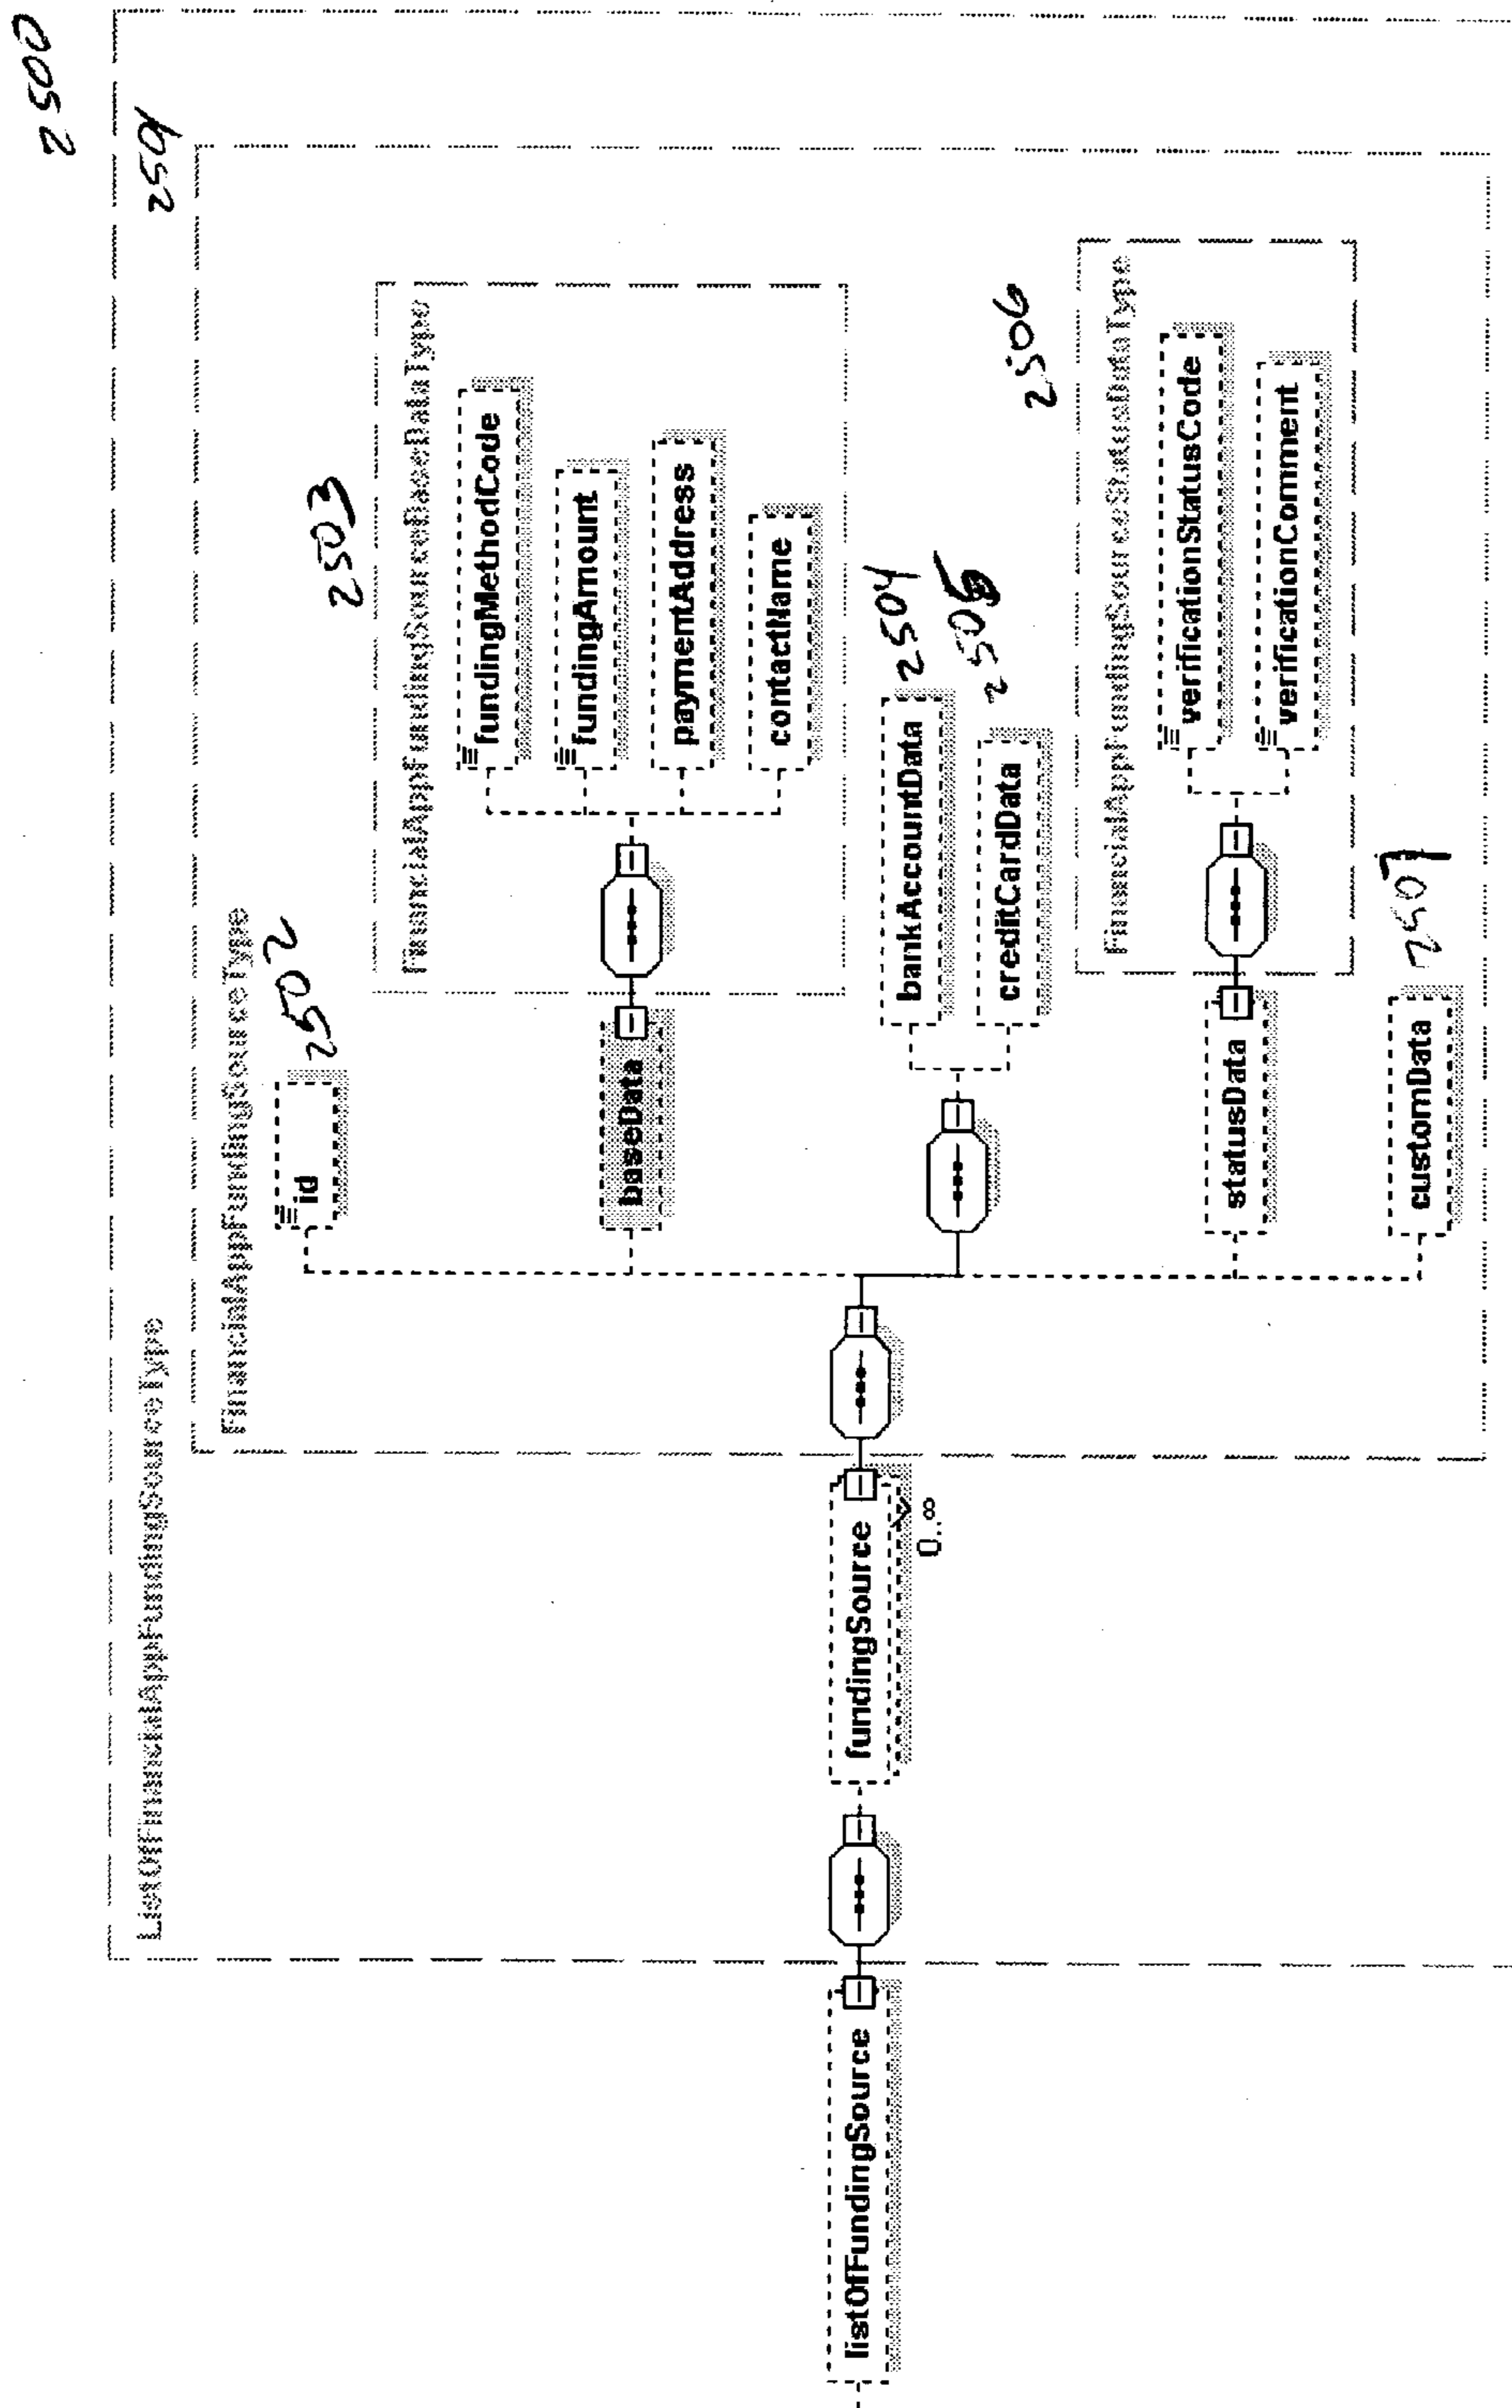 2500
2501
ListOfFinancialAppFundingSourceType
FinancialAppFundingSourceType
id
2502
2503
FinancialAppFundingSourceBaseDataType
fundingMethodCode
fundingAmount
baseData
paymentAddress
contactName
listOfFundingSource
fundingSource
0..∞
bankAccountData
2504
creditCardData
2505
2506
FinancialAppFundingSourceStatusDataType
verificationStatusCode
statusData
verificationComment
customData
2507